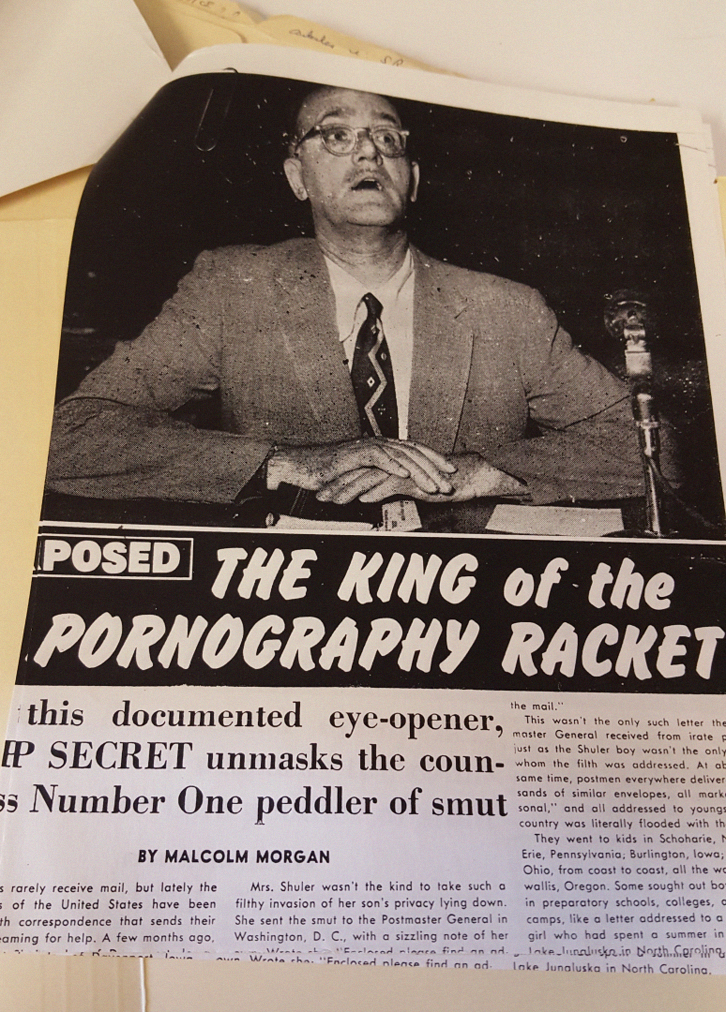 POSED THE KING of the
PORNOGRAPHY RACKET
this documented eye-opener,
P SECRET unmasks the coun-
ss Number One peddler of smut
BY MALCOLM MORGAN
s rarely receive mail, but lately the
s of the United States have been
th correspondence that sends their
eaming for help. A few months ago,
Mrs. Shuler wasn't the kind to take such a
filthy invasion of her son's privacy lying down.
She sent the smut to the Postmaster General in
Washington, D. C., with a sizzling note of her
own. Wrote she: "Enclosed please find an ad-
the mail."
This wasn't the only such letter the
master General received from irate p
just as the Shuler boy wasn't the only
whom the filth was addressed. At ab
same time, postmen everywhere deliver
sands of similar envelopes, all mark
sonal," and all addressed to youngs
country was literally flooded with th
They went to kids in Schoharie, N
Erie, Pennsylvania; Burlington, Iowa;
Ohio, from coast to coast, all the wa
wallis, Oregon. Some sought out bo
in preparatory schools, colleges, a
camps, like a letter addressed to a
girl who had spent a summer in
Lake Junaluska in North Carolina.
Lake Junaluska in North Carolina.